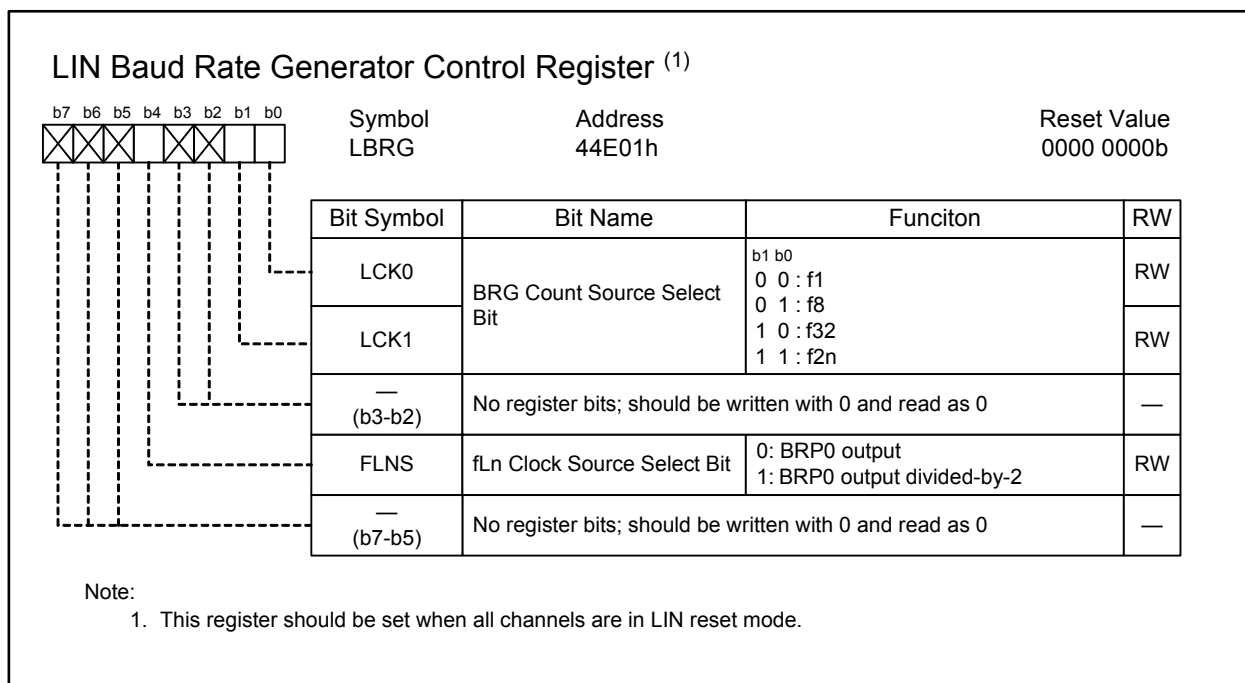 LIN Baud Rate Generator Control Register (1)
b7 b6 b5 b4 b3 b2 b1 b0
Symbol Address Reset Value
LBRG 44E01h 0000 0000b
Bit Symbol Bit Name Funciton RW
LCK0 BRG Count Source Select Bit b1 b0 RW
0 0 : f1
0 1 : f8
LCK1 1 0 : f32 RW
1 1 : f2n
— (b3-b2) No register bits; should be written with 0 and read as 0 —
FLNS fLn Clock Source Select Bit 0: BRP0 output RW
1: BRP0 output divided-by-2
— (b7-b5) No register bits; should be written with 0 and read as 0 —
Note:
1. This register should be set when all channels are in LIN reset mode.